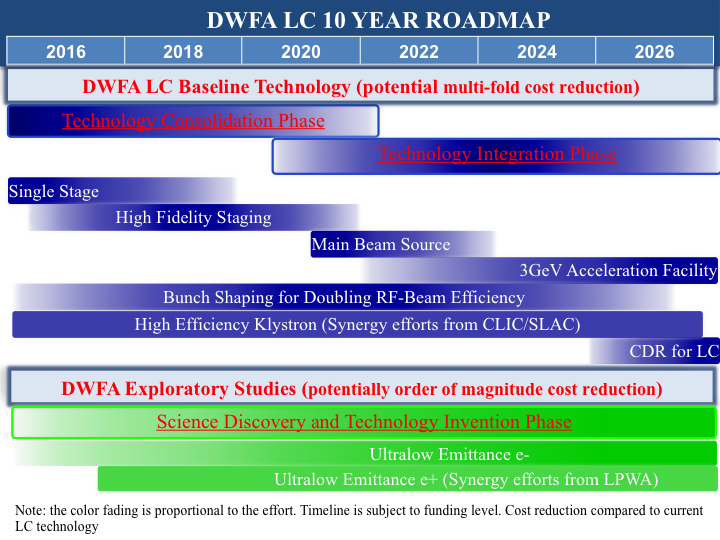 DWFA LC 10 YEAR ROADMAP
2016 2018 2020 2022 2024 2026
DWFA LC Baseline Technology (potential multi-fold cost reduction)
Technology Consolidation Phase
Technology Integration Phase
Single Stage
High Fidelity Staging
Main Beam Source
3GeV Acceleration Facility
Bunch Shaping for Doubling RF-Beam Efficiency
High Efficiency Klystron (Synergy efforts from CLIC/SLAC)
CDR for LC
DWFA Exploratory Studies (potentially order of magnitude cost reduction)
Science Discovery and Technology Invention Phase
Ultralow Emittance e-
Ultralow Emittance e+ (Synergy efforts from LPWA)
Note: the color fading is proportional to the effort. Timeline is subject to funding level. Cost reduction compared to current
LC technology